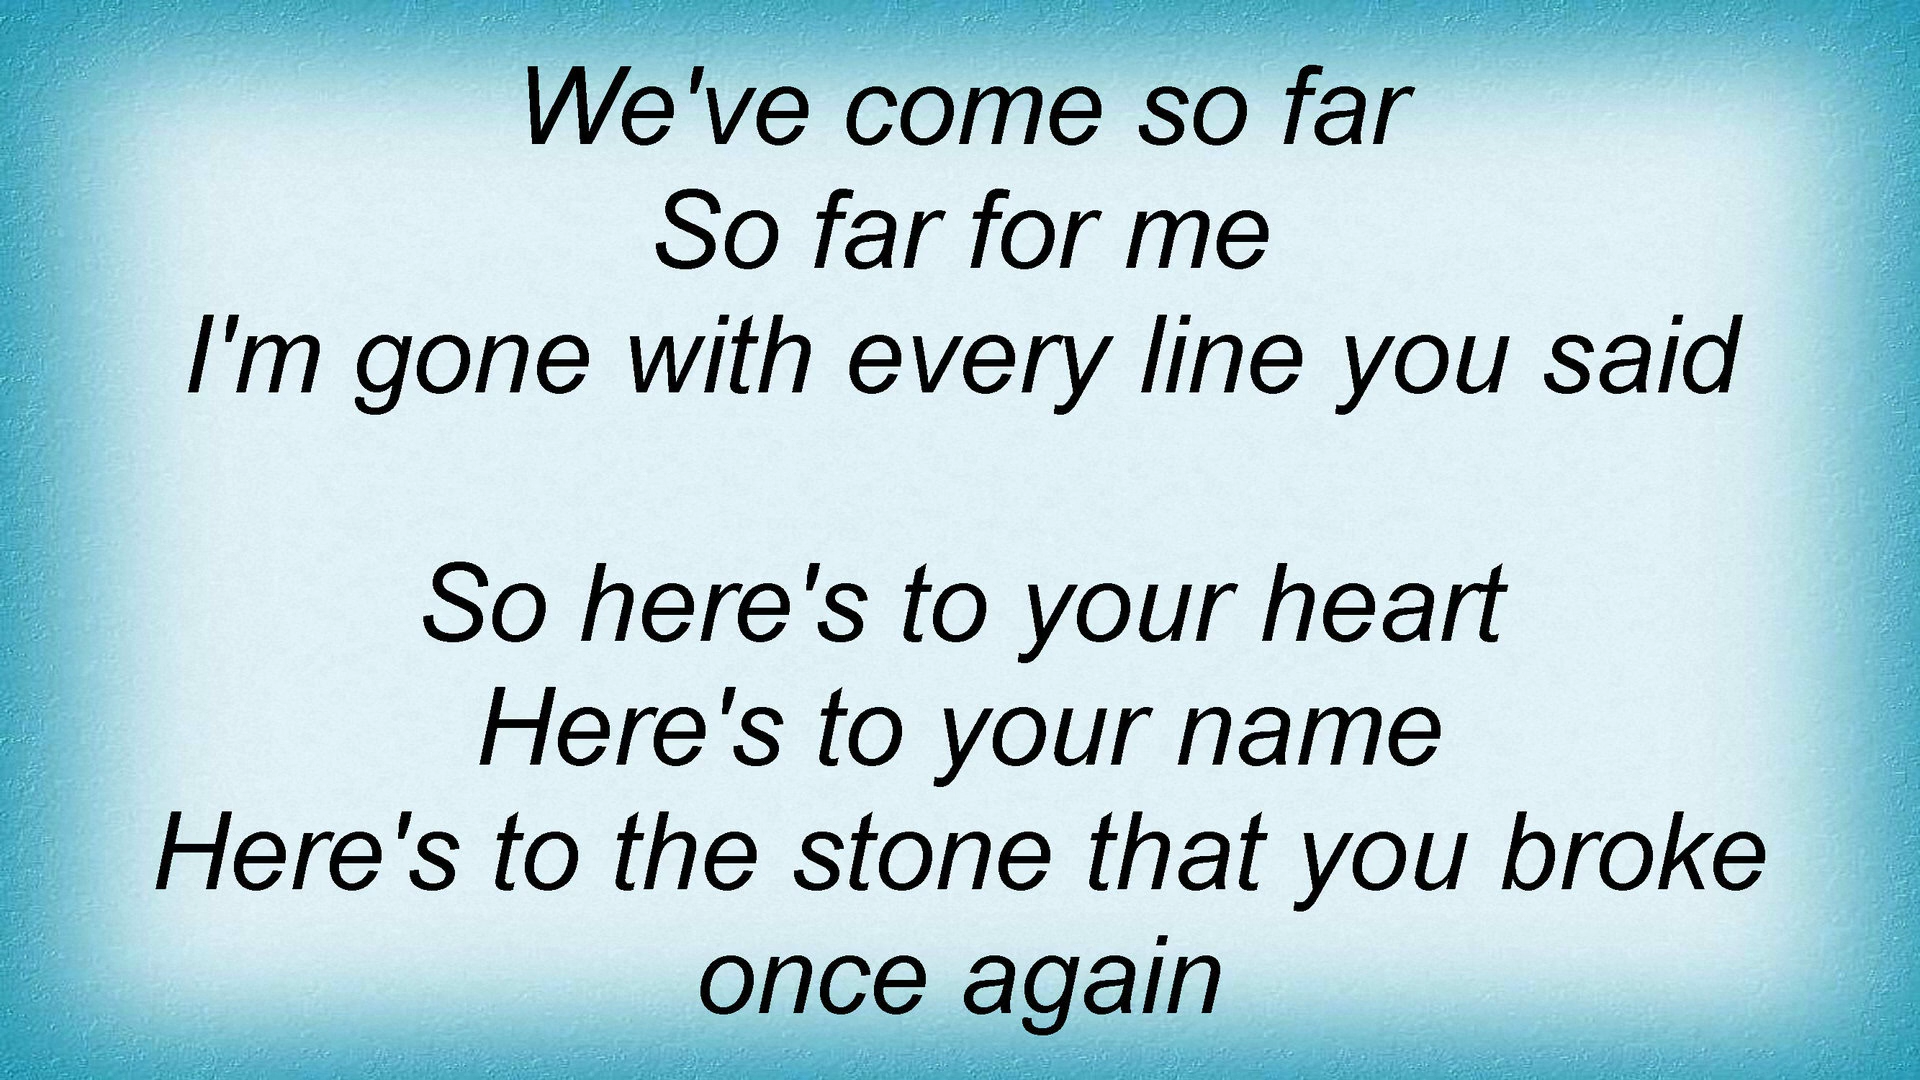 We've come so far
So far for me
I'm gone with every line you said
So here's to your heart
Here's to your name
Here's to the stone that you broke
once again